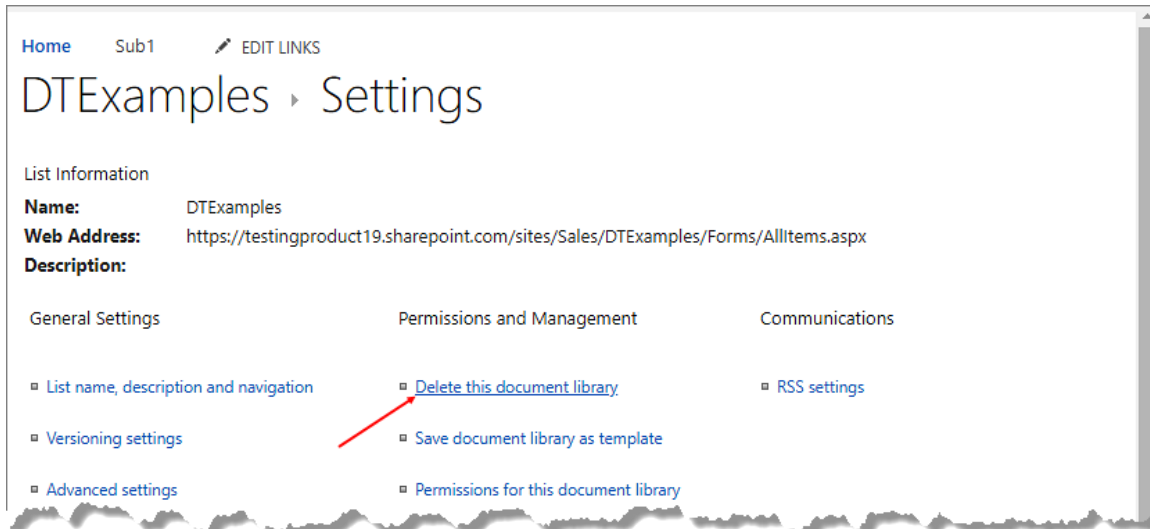 Home Sub1 EDIT LINKS
DTExamples Settings
List Information
Name: DTExamples
Web Address: https://testingproduct19.sharepoint.com/sites/Sales/DTExamples/Forms/AllItems.aspx
Description:
General Settings Permissions and Management Communications
List name, description and navigation Delete this document library RSS settings
Versioning settings Save document library as template
Advanced settings Permissions for this document library